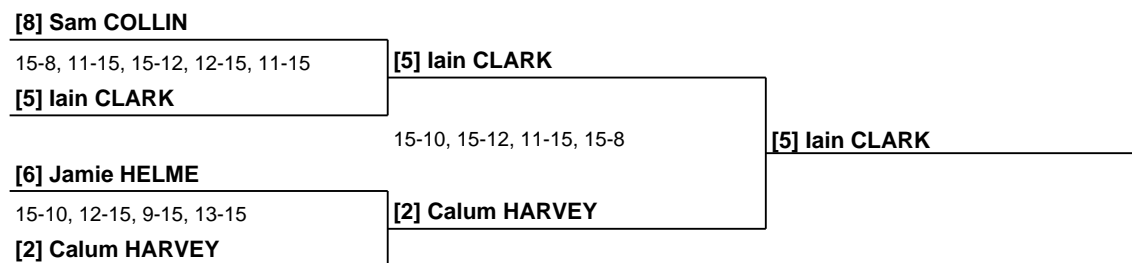 [8] Sam COLLIN
15-8, 11-15, 15-12, 12-15, 11-15
[5] Iain CLARK
[5] Iain CLARK
15-10, 15-12, 11-15, 15-8
[5] Iain CLARK
[6] Jamie HELME
15-10, 12-15, 9-15, 13-15
[2] Calum HARVEY
[2] Calum HARVEY